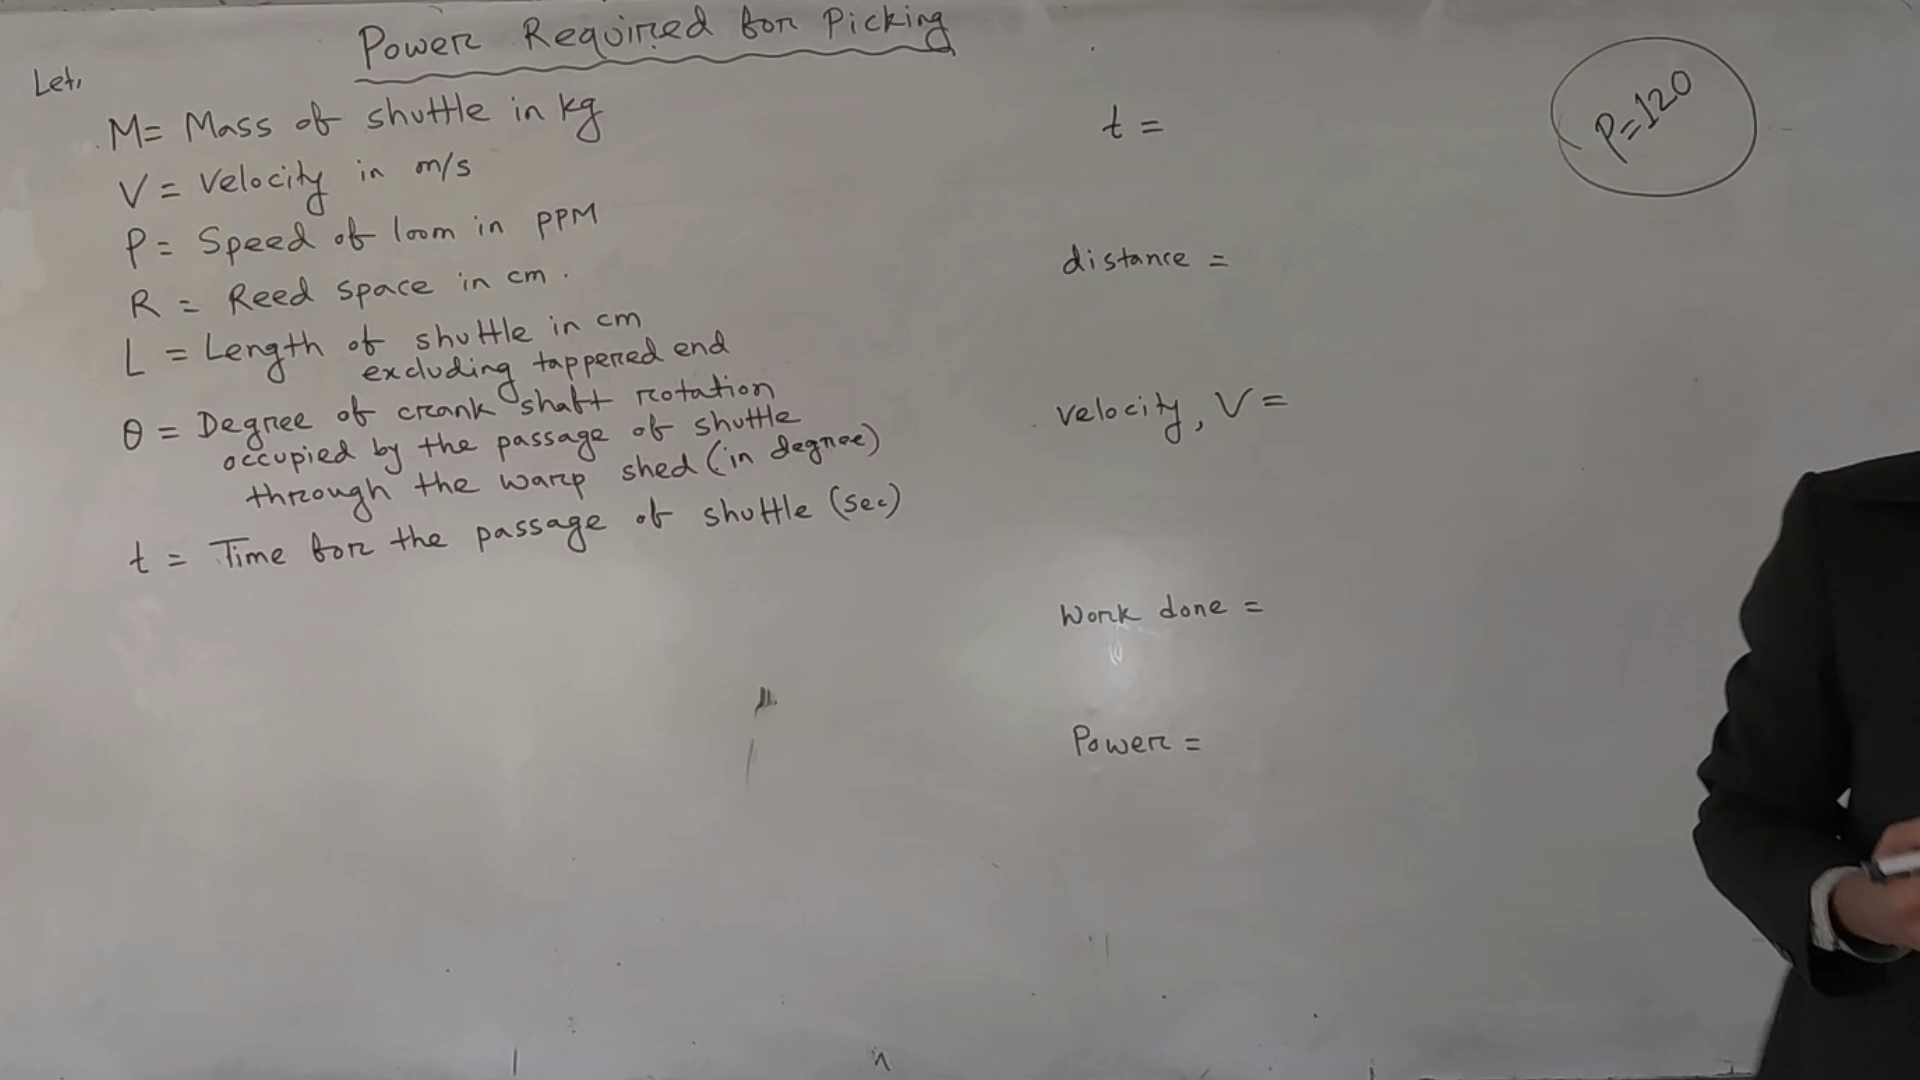 Power Required for Picking
Let,
M = Mass of shuttle in kg
V = Velocity in m/s
P = Speed of loom in PPM
R = Reed space in cm.
L = Length of shuttle in cm
excluding tappered end
θ = Degree of crank shaft rotation
occupied by the passage of shuttle
through the warp shed (in degree)
t = Time for the passage of shuttle (sec)
t =
distance =
velocity, V =
Work done =
Power =
P=120